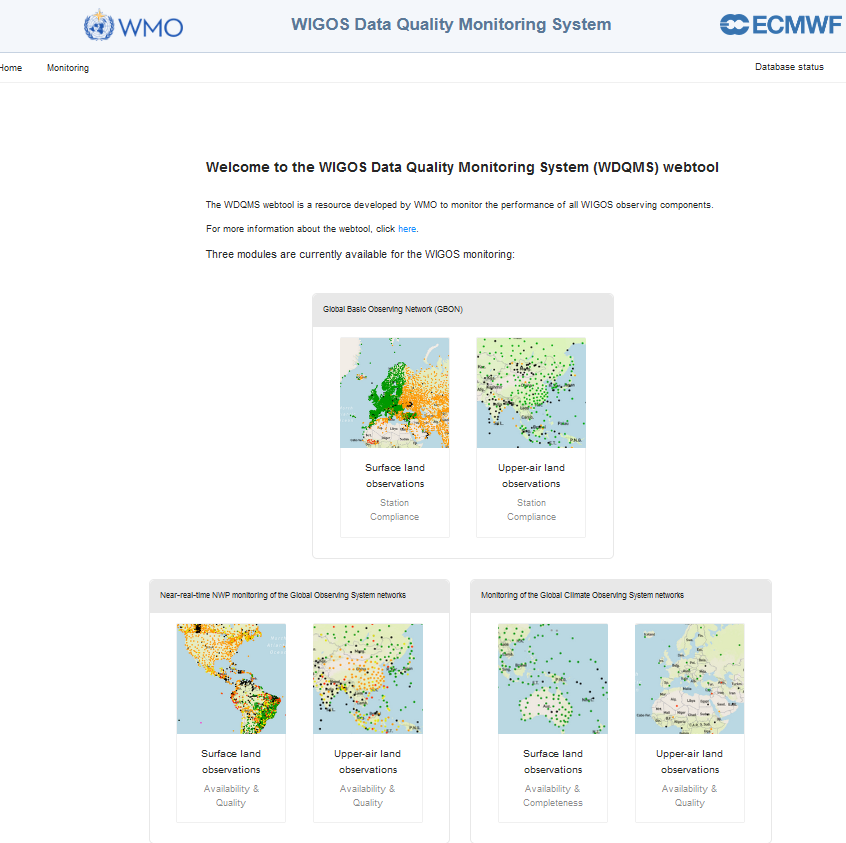 WMO
WIGOS Data Quality Monitoring System
ECMWF
Home
Monitoring
Database status
Welcome to the WIGOS Data Quality Monitoring System (WDQMS) webtool
The WDQMS webtool is a resource developed by WMO to monitor the performance of all WIGOS observing components.
For more information about the webtool, click here.
Three modules are currently available for the WIGOS monitoring:
Global Basic Observing Network (GBON)
Surface land
observations
Station
Compliance
Upper-air land
observations
Station
Compliance
Near-real-time NWP monitoring of the Global Observing System networks
Surface land
observations
Availability &
Quality
Upper-air land
observations
Availability &
Quality
Monitoring of the Global Climate Observing System networks
Surface land
observations
Availability &
Completeness
Upper-air land
observations
Availability &
Quality